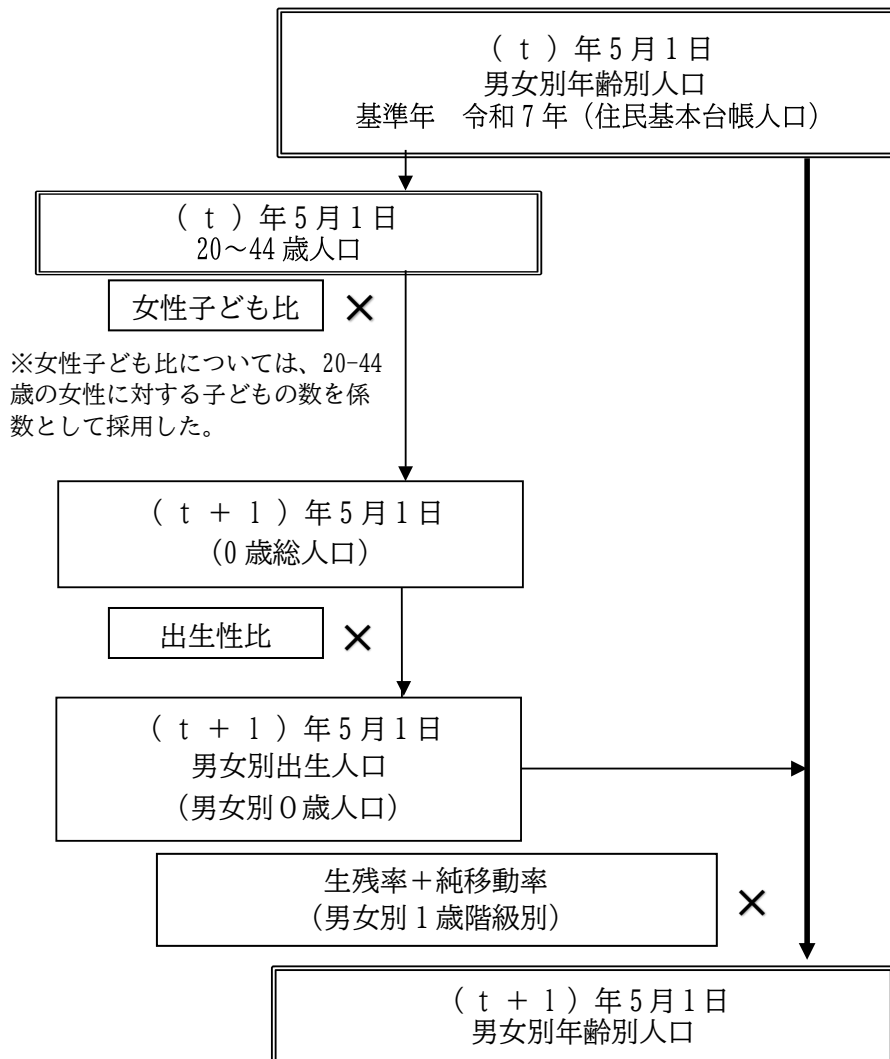 （ｔ）年５月１日
男女別年齢別人口
基準年　令和７年（住民基本台帳人口）
（ｔ）年５月１日
20～44 歳人口
女性子ども比 ×
※女性子ども比については、20-44
歳の女性に対する子どもの数を係
数として採用した。
（ｔ＋１）年５月１日
（0 歳総人口）
出生性比 ×
（ｔ＋１）年５月１日
男女別出生人口
（男女別０歳人口）
生残率＋純移動率
（男女別１歳階級別） ×
（ｔ＋１）年５月１日
男女別年齢別人口